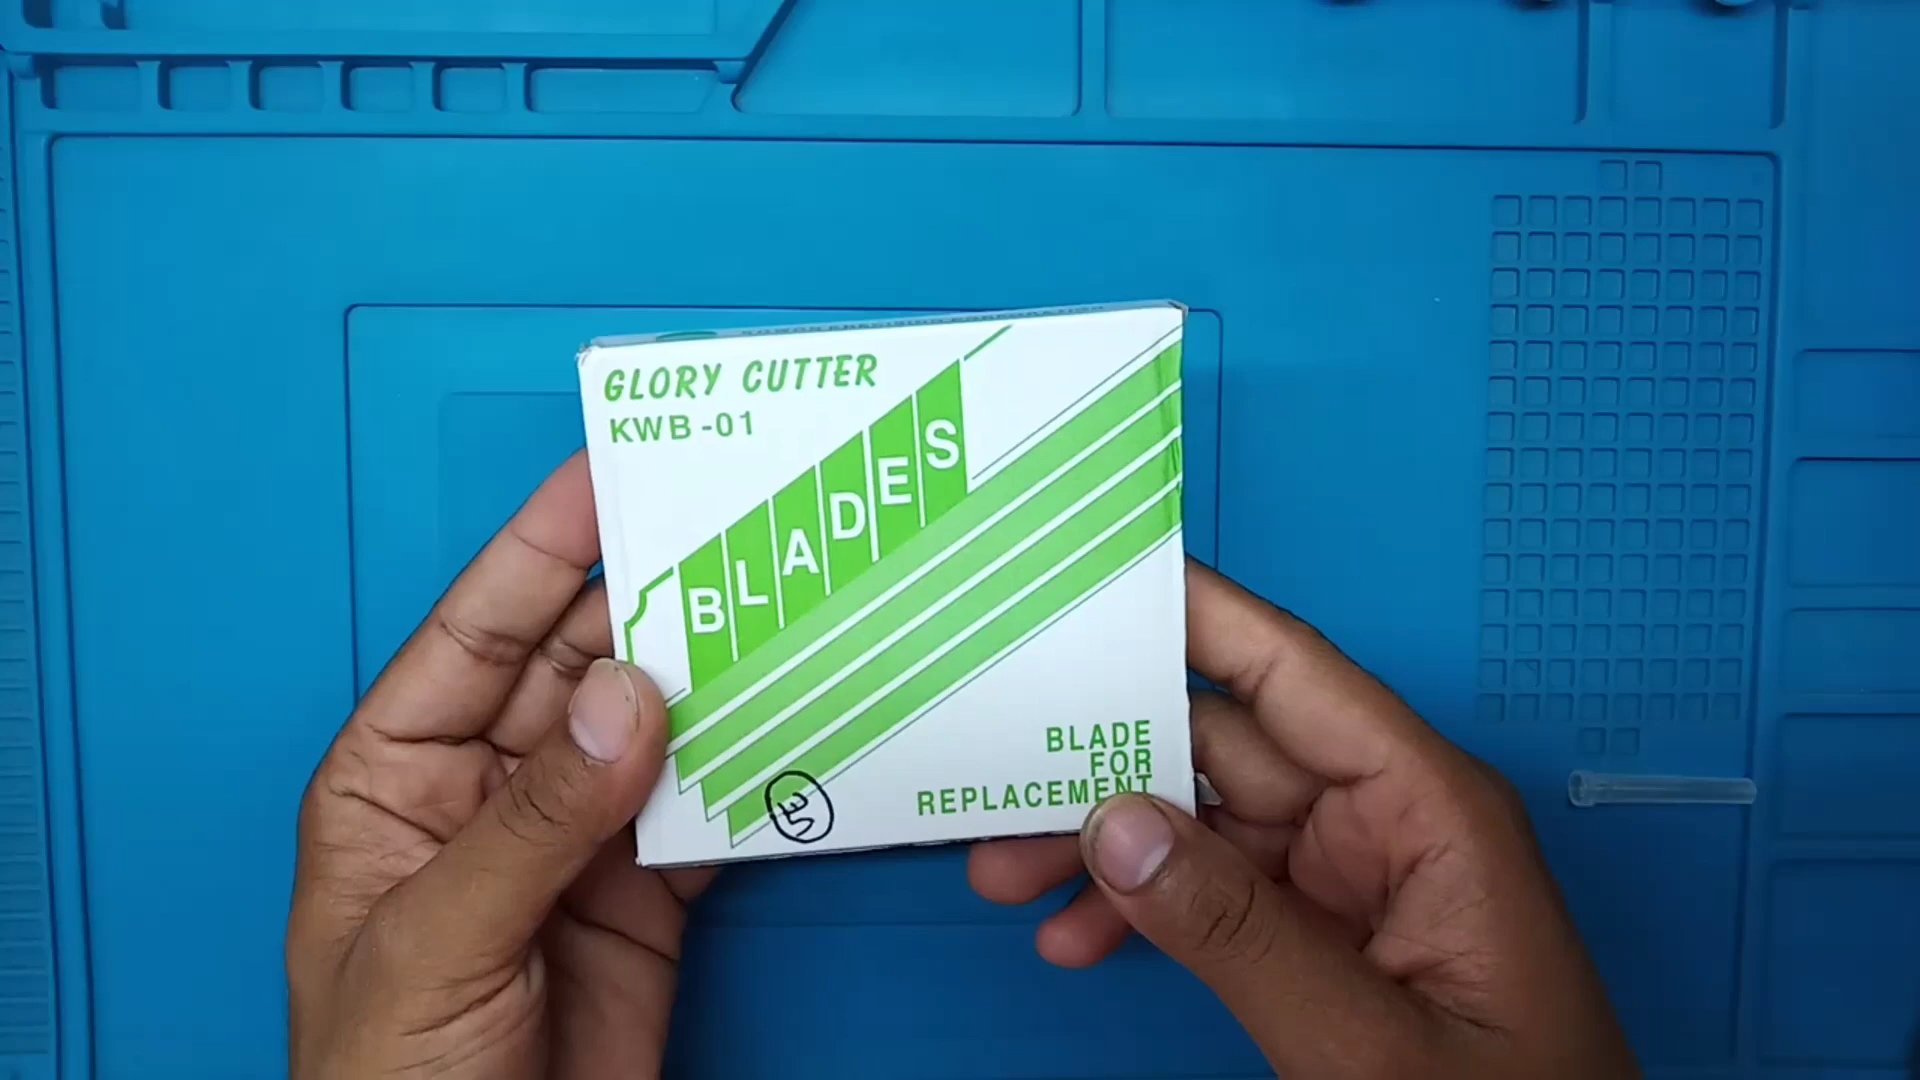 GLORY CUTTER
KWB-01
BLADES
BLADE
FOR
REPLACEMENT